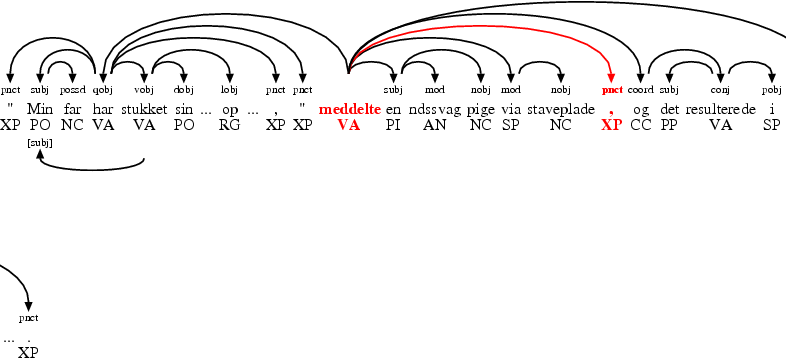 pnct subj possd qobj vobj dobj lobj pnct pnct subj mod nobj mod nobj pnct coord subj conj pobj
" Min far har stukket sin ... op ... , " meddelte en ndssvag pige via staveplade , og det resulterede i
XP PO NC VA VA PO RG XP XP VA PI AN NC SP NC XP CC PP VA SP
[subj]
pnct
... .
XP